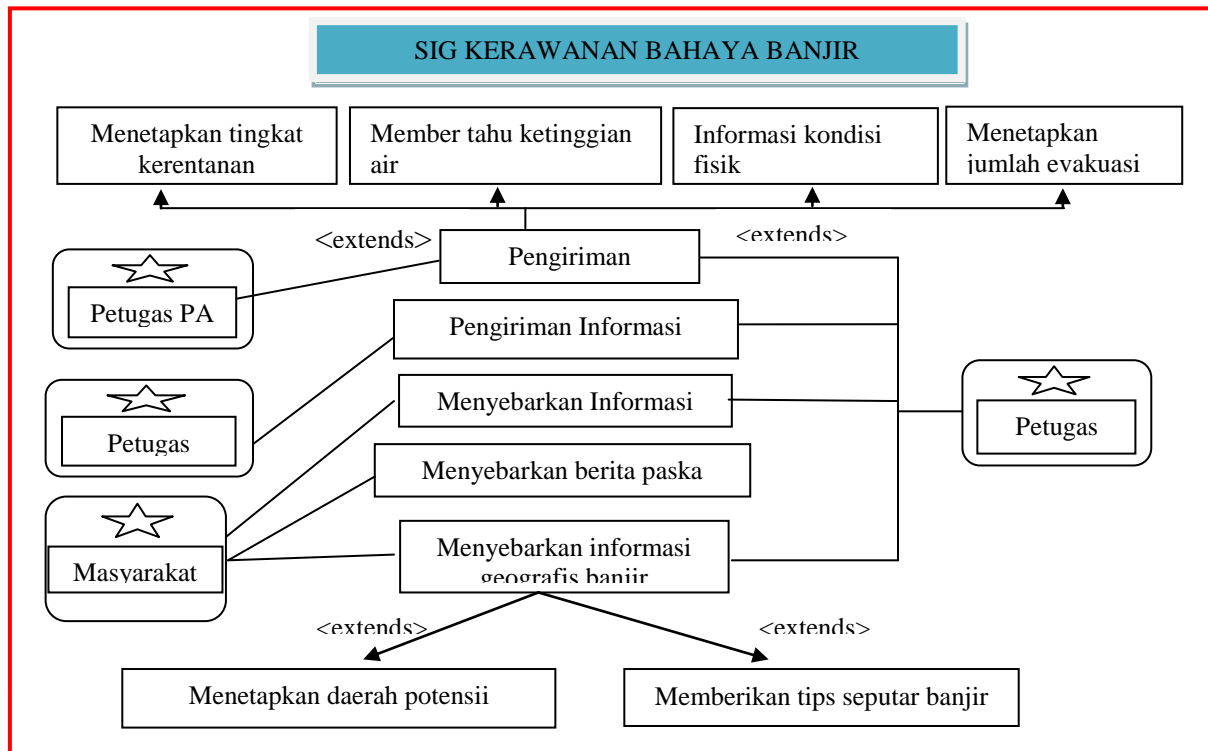 SIG KERAWANAN BAHAYA BANJIR
Menetapkan tingkat
kerentanan
Member tahu ketinggian
air
Informasi kondisi
fisik
Menetapkan
jumlah evakuasi
<extends>
<extends>
Pengiriman
Petugas PA
Pengiriman Informasi
Menyebarkan Informasi
Petugas
Petugas
Menyebarkan berita paska
Menyebarkan informasi
geografis banjir
Masyarakat
<extends>
<extends>
Menetapkan daerah potensii
Memberikan tips seputar banjir